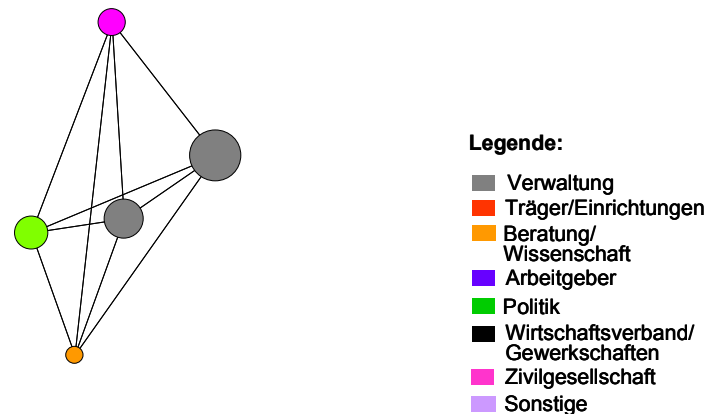 Legende:
Verwaltung
Träger/Einrichtungen
Beratung/
Wissenschaft
Arbeitgeber
Politik
Wirtschaftsverband/
Gewerkschaften
Zivilgesellschaft
Sonstige